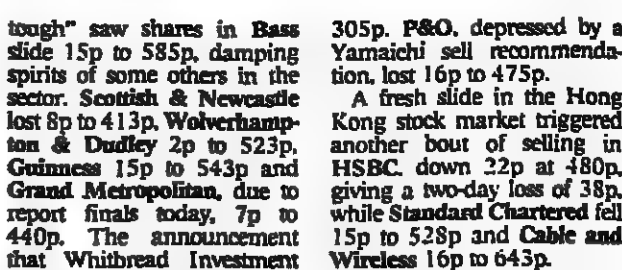 tough" saw shares in Bass
slide 15p to 585p, damping
spirits of some others in the
sector. Scottish & Newcastle
lost 8p to 413p, Wolverhamp-
ton & Dudley 2p to 523p,
Guinness 15p to 543p and
Grand Metropolitan, due to
report finals today, 7p to
440p. The announcement
that Whitbread Investment
305p. P&O, depressed by a
Yamaichi sell recommenda-
tion, lost 16p to 475p.
A fresh slide in the Hong
Kong stock market triggered
another bout of selling in
HSBC, down 22p at 480p,
giving a two-day loss of 38p,
while Standard Chartered fell
15p to 528p and Cable and
Wireless 16p to 643p.